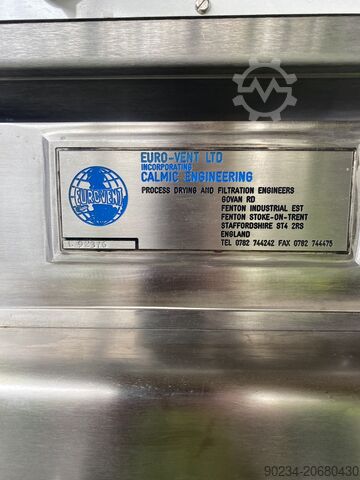 EURO-VENT LTD
INCORPORATING
CALMIC ENGINEERING
PROCESS DRYING AND FILTRATION ENGINEERS
GOVAN RD
FENTON INDUSTRIAL EST
FENTON STOKE-ON-TRENT
STAFFORDSHIRE ST4 2RS
ENGLAND
TEL 0782 744242 FAX 0782 744475
EUROVENT
90234-20680430